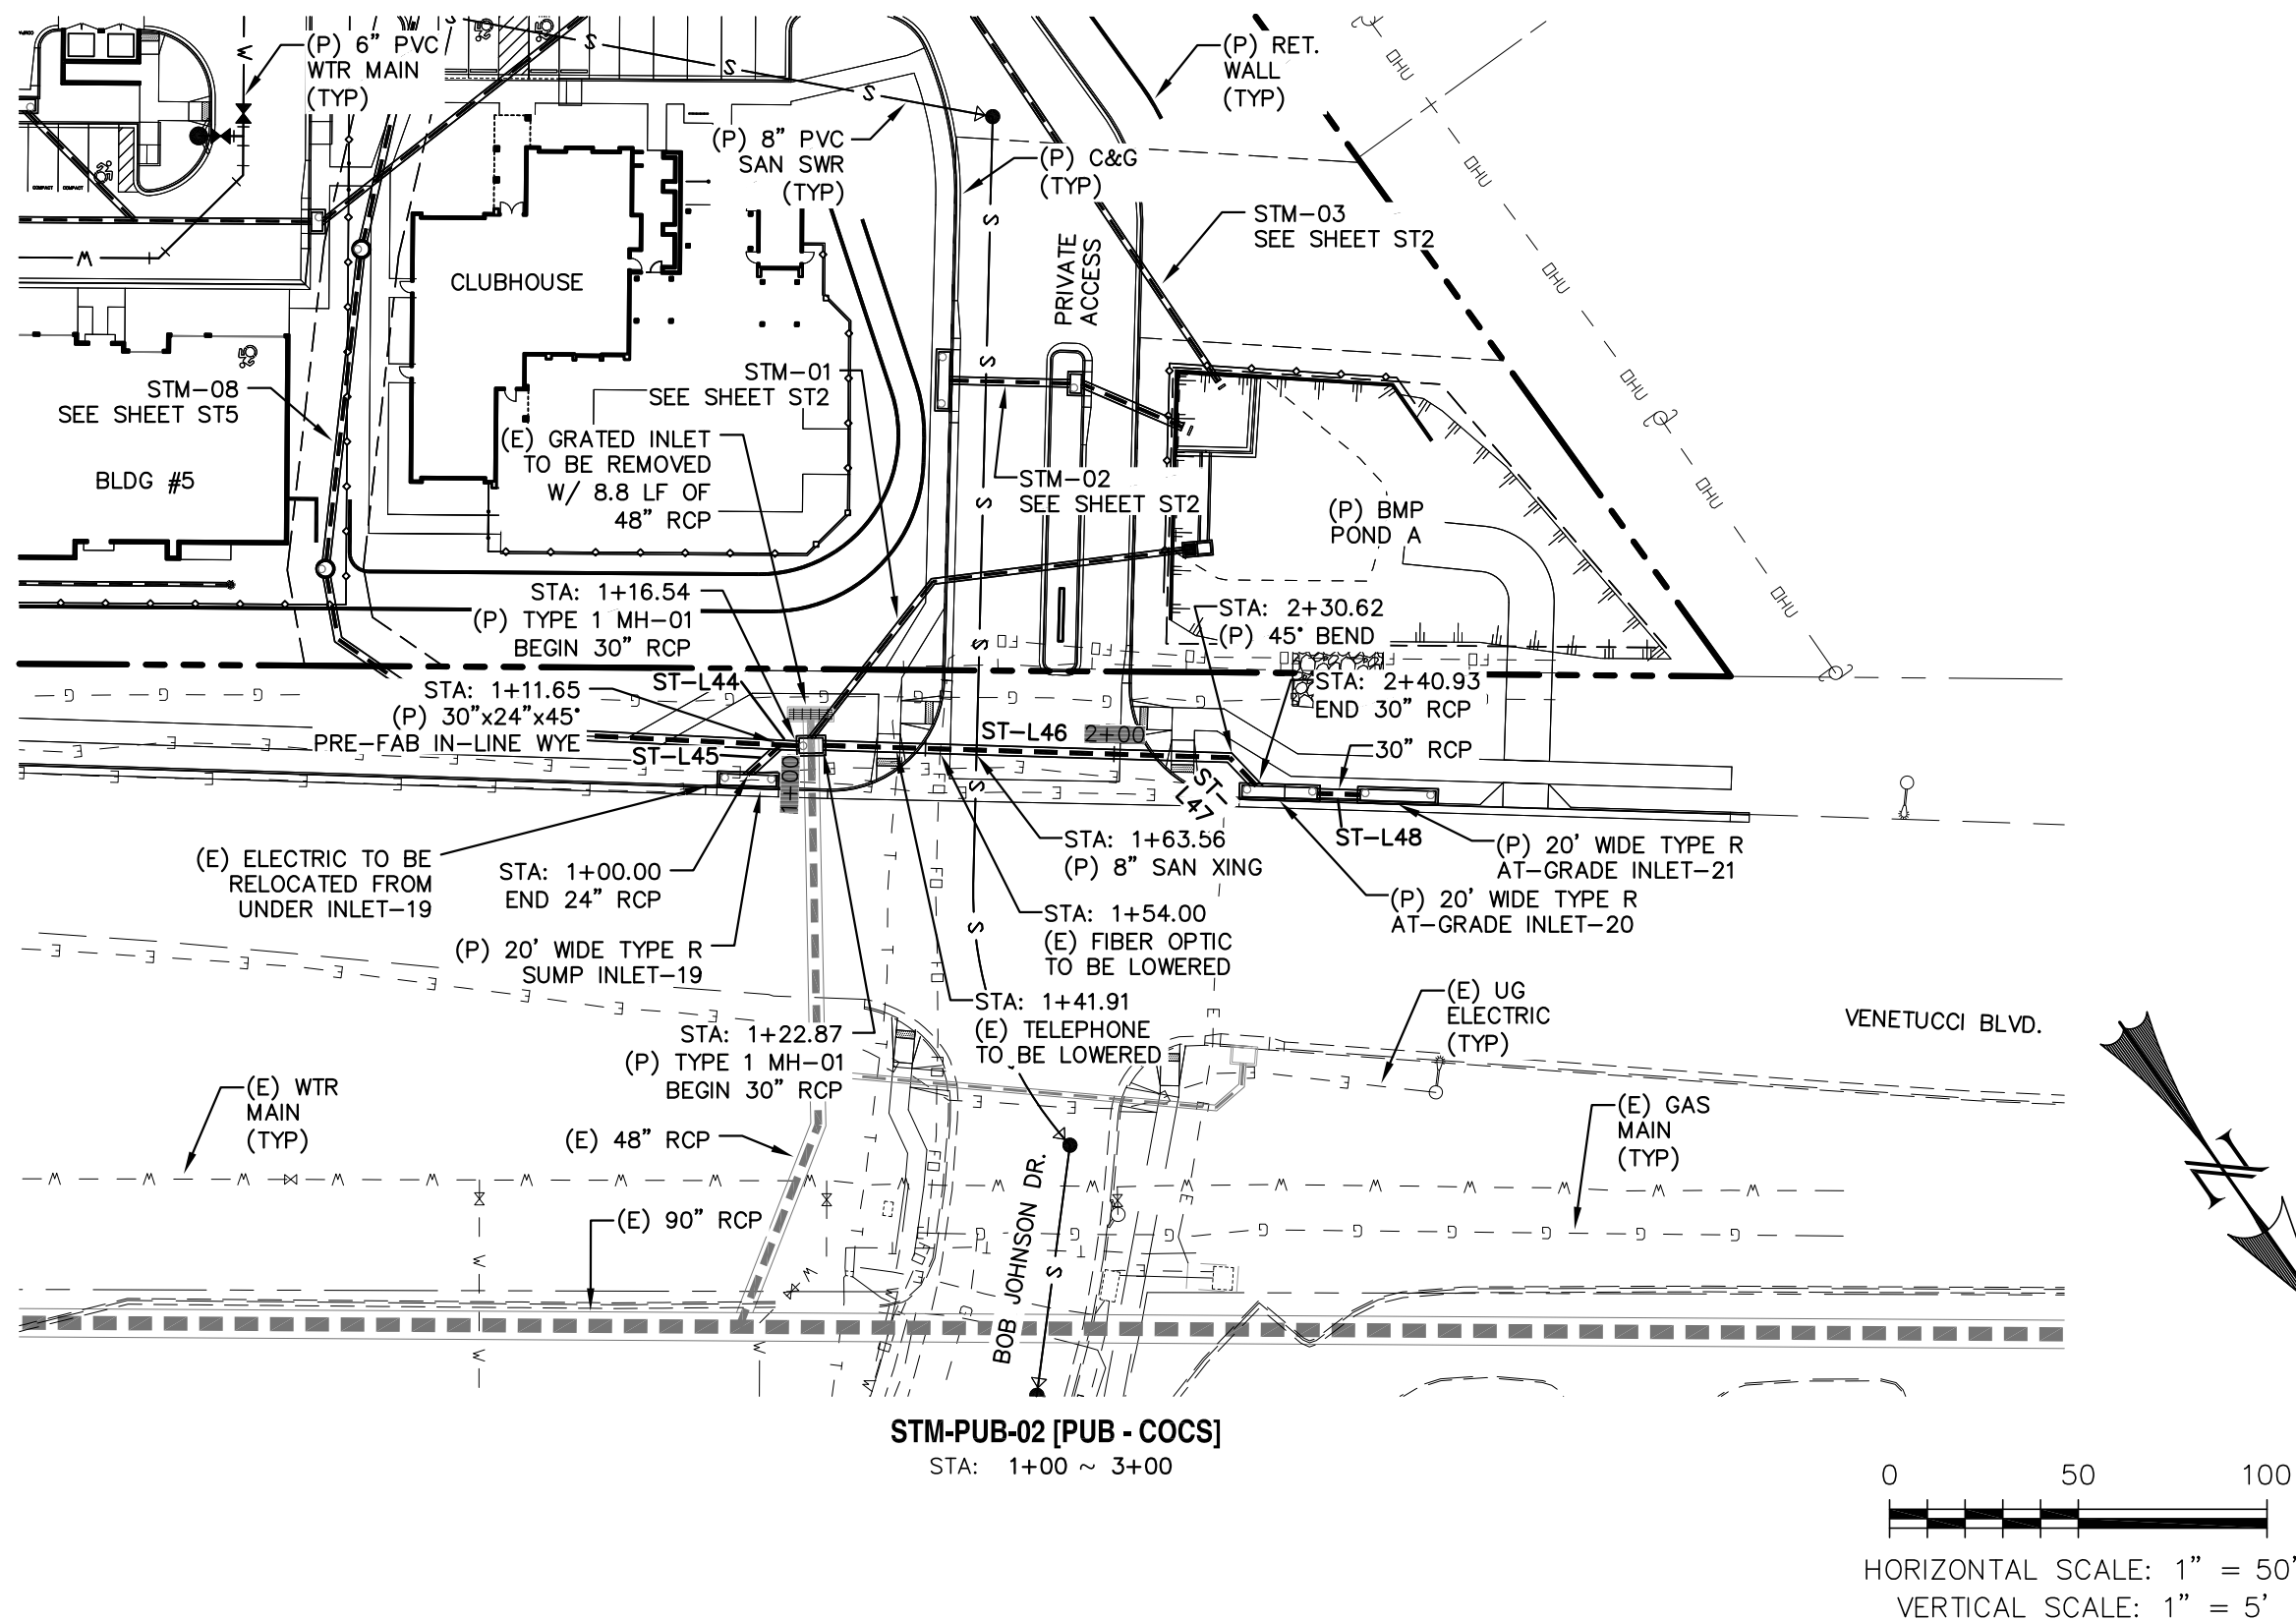 (P) 6" PVC
WTR MAIN
(TYP)
(P) RET.
WALL
(TYP)
(P) 8" PVC
SAN SWR
(TYP)
(P) C&G
(TYP)
STM-03
SEE SHEET ST2
PRIVATE
ACCESS
CLUBHOUSE
COMPACT
COMPACT
STM-08
SEE SHEET ST5
BLDG #5
STM-01
SEE SHEET ST2
(E) GRATED INLET
TO BE REMOVED
W/ 8.8 LF OF
48" RCP
STM-02
SEE SHEET ST2
(P) BMP
POND A
STA: 1+16.54
(P) TYPE 1 MH-01
BEGIN 30" RCP
STA: 2+30.62
(P) 45° BEND
STA: 1+11.65
(P) 30"x24"x45°
PRE-FAB IN-LINE WYE
ST-L44
ST-L45
ST-L46
2+00
1+00
STA: 2+40.93
END 30" RCP
30" RCP
ST-
L47
ST-L48
(E) ELECTRIC TO BE
RELOCATED FROM
UNDER INLET-19
STA: 1+00.00
END 24" RCP
(P) 20' WIDE TYPE R
SUMP INLET-19
STA: 1+63.56
(P) 8" SAN XING
(P) 20' WIDE TYPE R
AT-GRADE INLET-21
(P) 20' WIDE TYPE R
AT-GRADE INLET-20
STA: 1+54.00
(E) FIBER OPTIC
TO BE LOWERED
STA: 1+41.91
(E) TELEPHONE
TO BE LOWERED
STA: 1+22.87
(P) TYPE 1 MH-01
BEGIN 30" RCP
(E) UG
ELECTRIC
(TYP)
VENETUCCI BLVD.
(E) WTR
MAIN
(TYP)
(E) 48" RCP
(E) GAS
MAIN
(TYP)
(E) 90" RCP
BOB JOHNSON DR.
STM-PUB-02 [PUB - COCS]
STA: 1+00 ~ 3+00
0 50 100
HORIZONTAL SCALE: 1" = 50'
VERTICAL SCALE: 1" = 5'